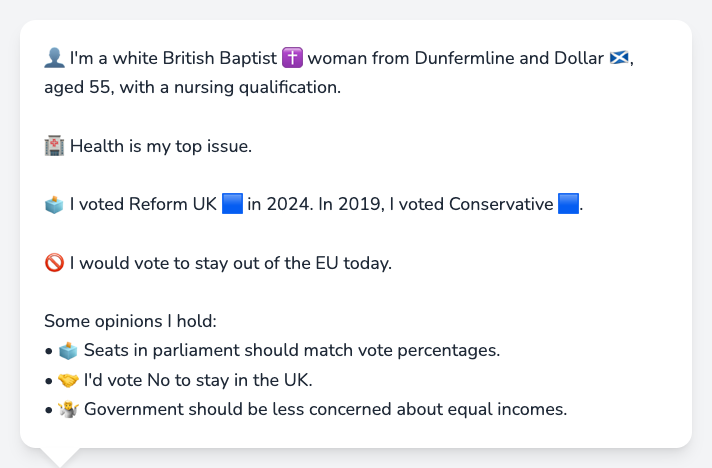 👤 I'm a white British Baptist ✝️ woman from Dunfermline and Dollar 🏴󠁧󠁢󠁳󠁣󠁴󠁿,
aged 55, with a nursing qualification.
🏥 Health is my top issue.
🗳️ I voted Reform UK 🟦 in 2024. In 2019, I voted Conservative 🟦.
🚫 I would vote to stay out of the EU today.
Some opinions I hold:
• 🗳️ Seats in parliament should match vote percentages.
• 🤝 I'd vote No to stay in the UK.
• 🤷 Government should be less concerned about equal incomes.